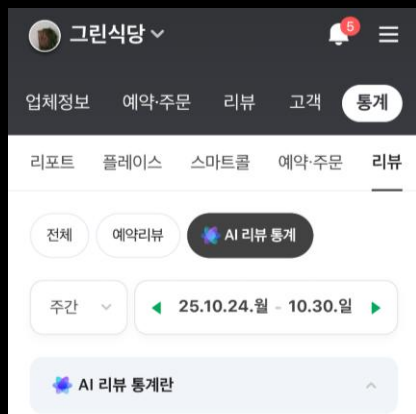 그린식당
5
업체정보 예약·주문 리뷰 고객 통계
리포트 플레이스 스마트콜 예약·주문 리뷰
전체 예약리뷰 AI 리뷰 통계
주간 25.10.24.월 - 10.30.일
AI 리뷰 통계란